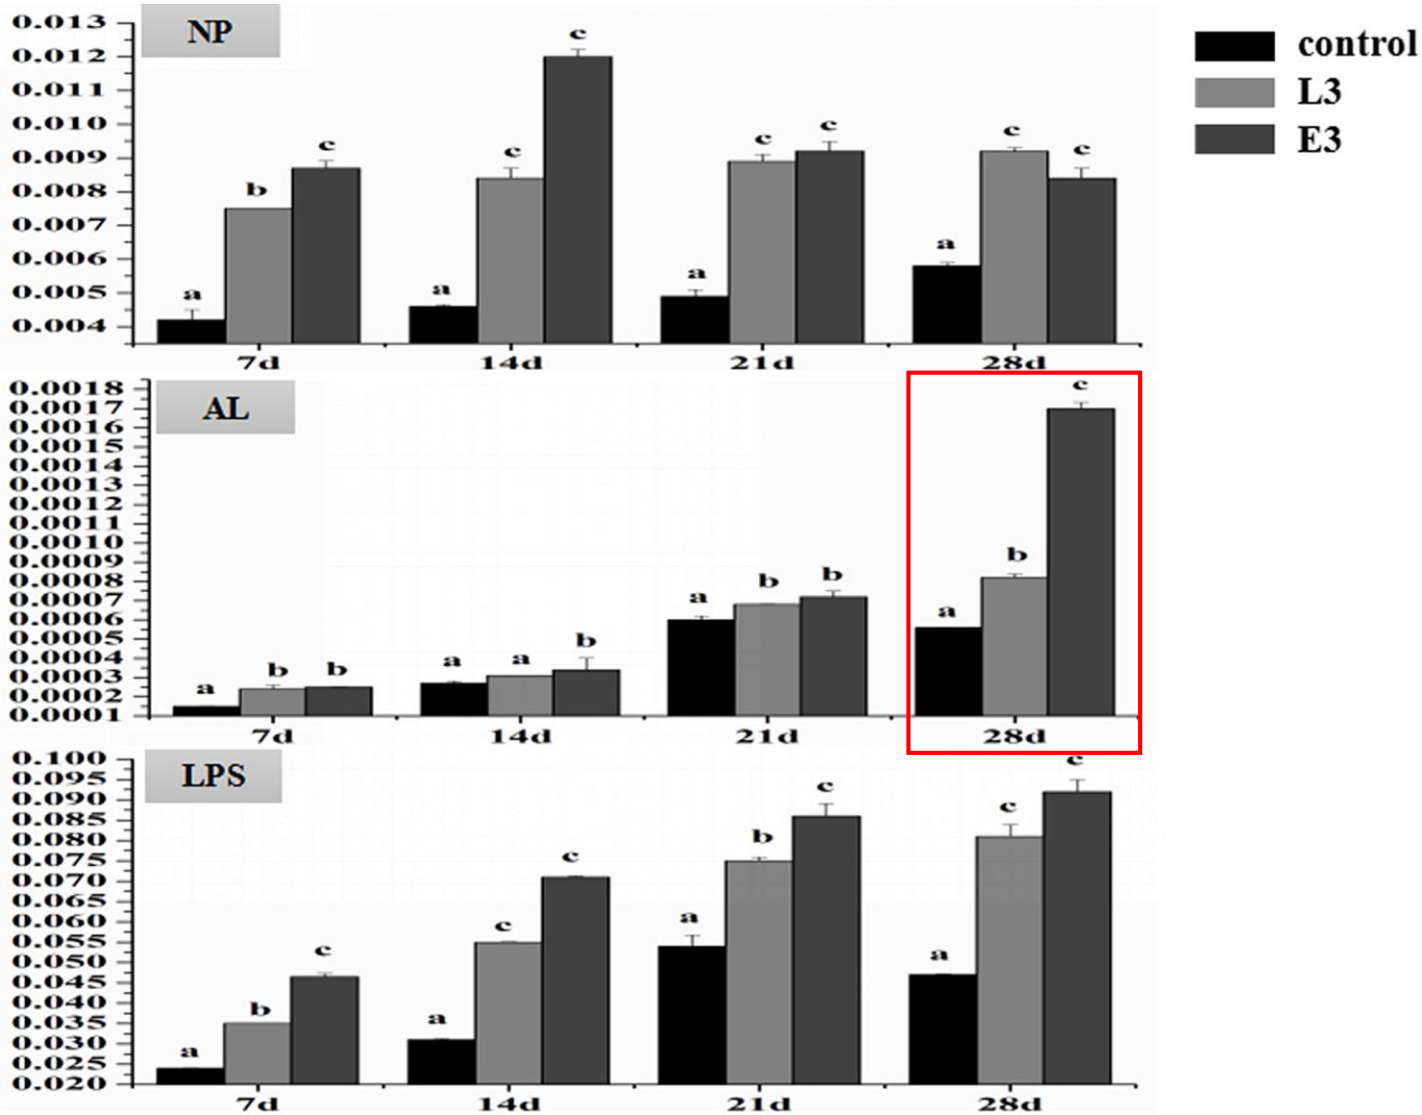 NP
control
L3
E3
0.013
0.012
0.011
0.010
0.009
0.008
0.007
0.006
0.005
0.004
a b c
a c c
a c c
a c c
7d 14d 21d 28d
AL
0.0018
0.0017
0.0016
0.0015
0.0014
0.0013
0.0012
0.0011
0.0010
0.0009
0.0008
0.0007
0.0006
0.0005
0.0004
0.0003
0.0002
0.0001
a b b
a a b
a b b
a b c
7d 14d 21d 28d
LPS
0.100
0.095
0.090
0.085
0.080
0.075
0.070
0.065
0.060
0.055
0.050
0.045
0.040
0.035
0.030
0.025
0.020
a b c
a c c
a b c
a c c
7d 14d 21d 28d